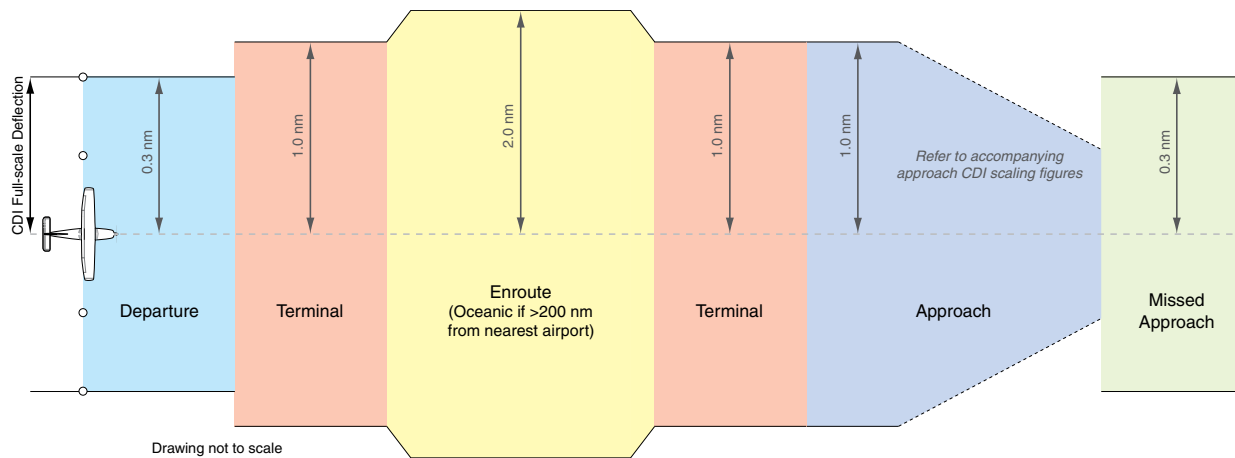 CDI Full-scale Deflection
0.3 nm
1.0 nm
2.0 nm
1.0 nm
1.0 nm
Refer to accompanying
approach CDI scaling figures
0.3 nm
Departure
Terminal
Enroute
(Oceanic if >200 nm
from nearest airport)
Terminal
Approach
Missed
Approach
Drawing not to scale